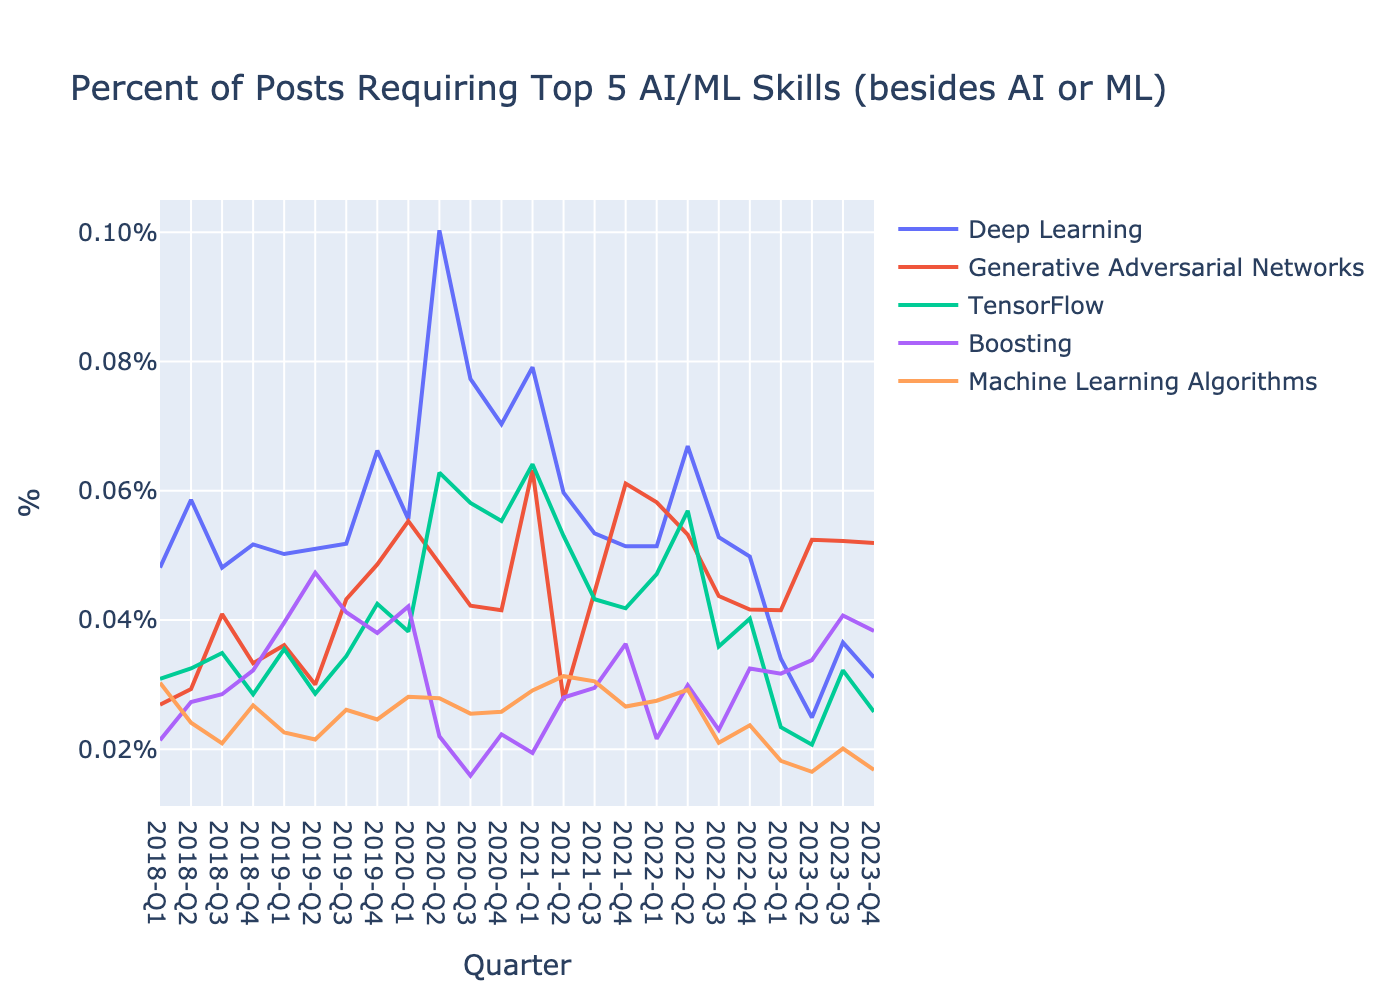 Percent of Posts Requiring Top 5 AI/ML Skills (besides AI or ML)
Deep Learning
Generative Adversarial Networks
TensorFlow
Boosting
Machine Learning Algorithms
%
0.10%
0.08%
0.06%
0.04%
0.02%
2018-Q1
2018-Q2
2018-Q3
2018-Q4
2019-Q1
2019-Q2
2019-Q3
2019-Q4
2020-Q1
2020-Q2
2020-Q3
2020-Q4
2021-Q1
2021-Q2
2021-Q3
2021-Q4
2022-Q1
2022-Q2
2022-Q3
2022-Q4
2023-Q1
2023-Q2
2023-Q3
2023-Q4
Quarter